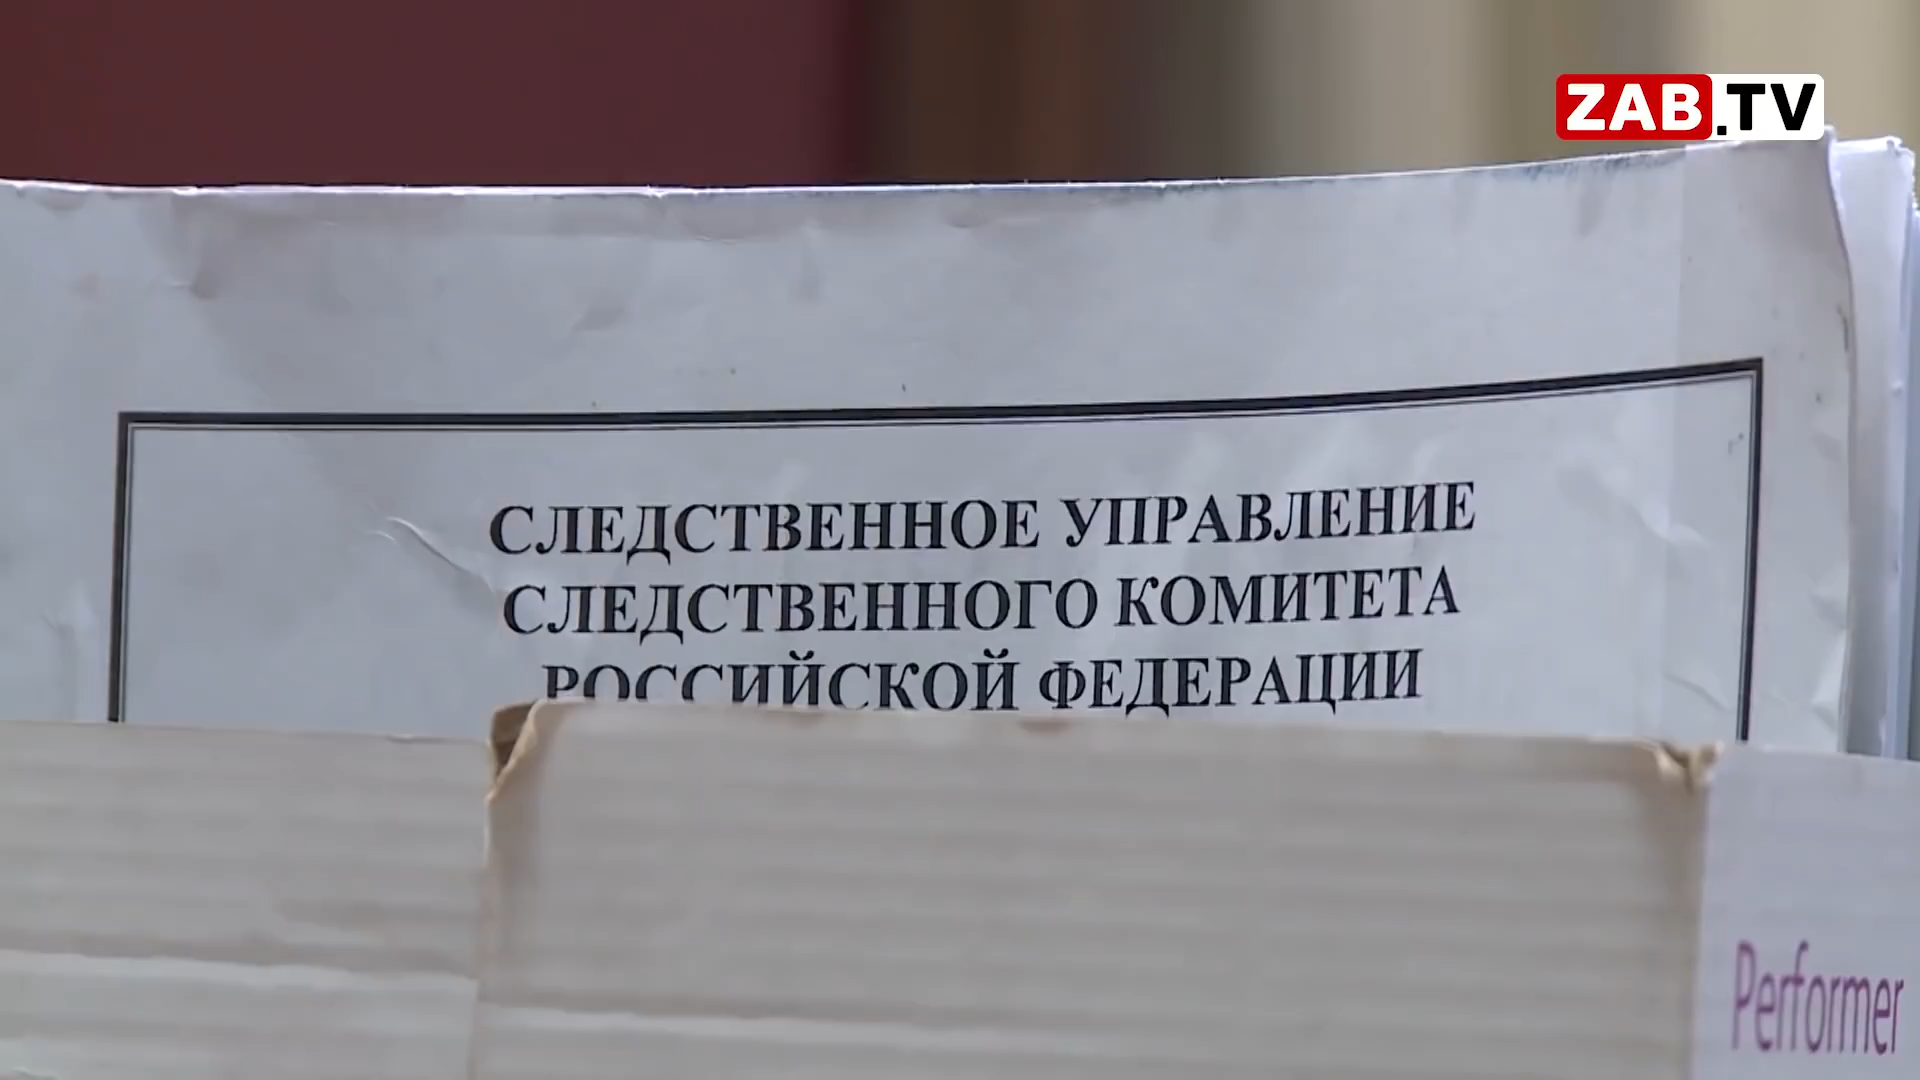 ZAB.TV
СЛЕДСТВЕННОЕ УПРАВЛЕНИЕ
СЛЕДСТВЕННОГО КОМИТЕТА
РОССИЙСКОЙ ФЕДЕРАЦИИ
Performer